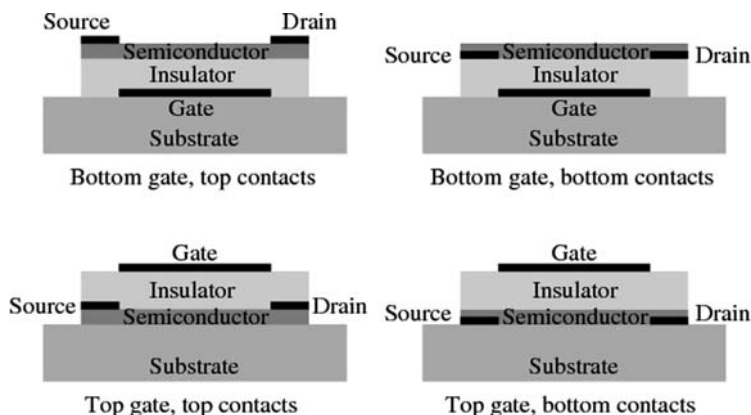 Source
Drain
Semiconductor
Insulator
Gate
Substrate
Bottom gate, top contacts
Source
Semiconductor
Drain
Insulator
Gate
Substrate
Bottom gate, bottom contacts
Gate
Insulator
Source
Drain
Semiconductor
Substrate
Top gate, top contacts
Gate
Insulator
Source
Semiconductor
Drain
Substrate
Top gate, bottom contacts